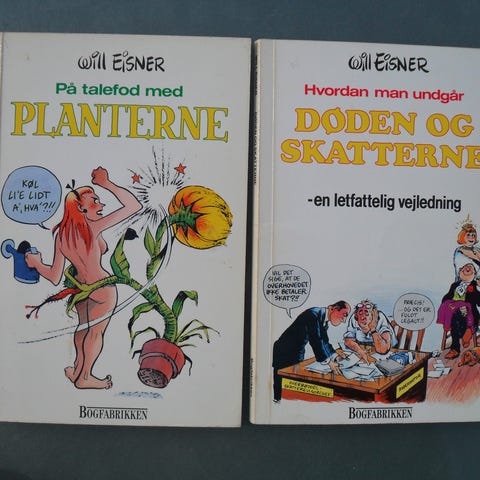 Will EISNER
På talefod med
PLANTERNE
KØL
LI'E LIDT
A', HVA'?!!
BOGFABRIKKEN
Will EISNER
Hvordan man undgår
DØDEN OG
SKATTERNE
-en letfattelig vejledning
VIL DET
SIGE, AT DE
OVERHOVEDET
IKKE BETALER
SKAT?!!
PRÆCIS!
...OG DET ER
FULDT
LEGALT!!
BOGFABRIKKEN